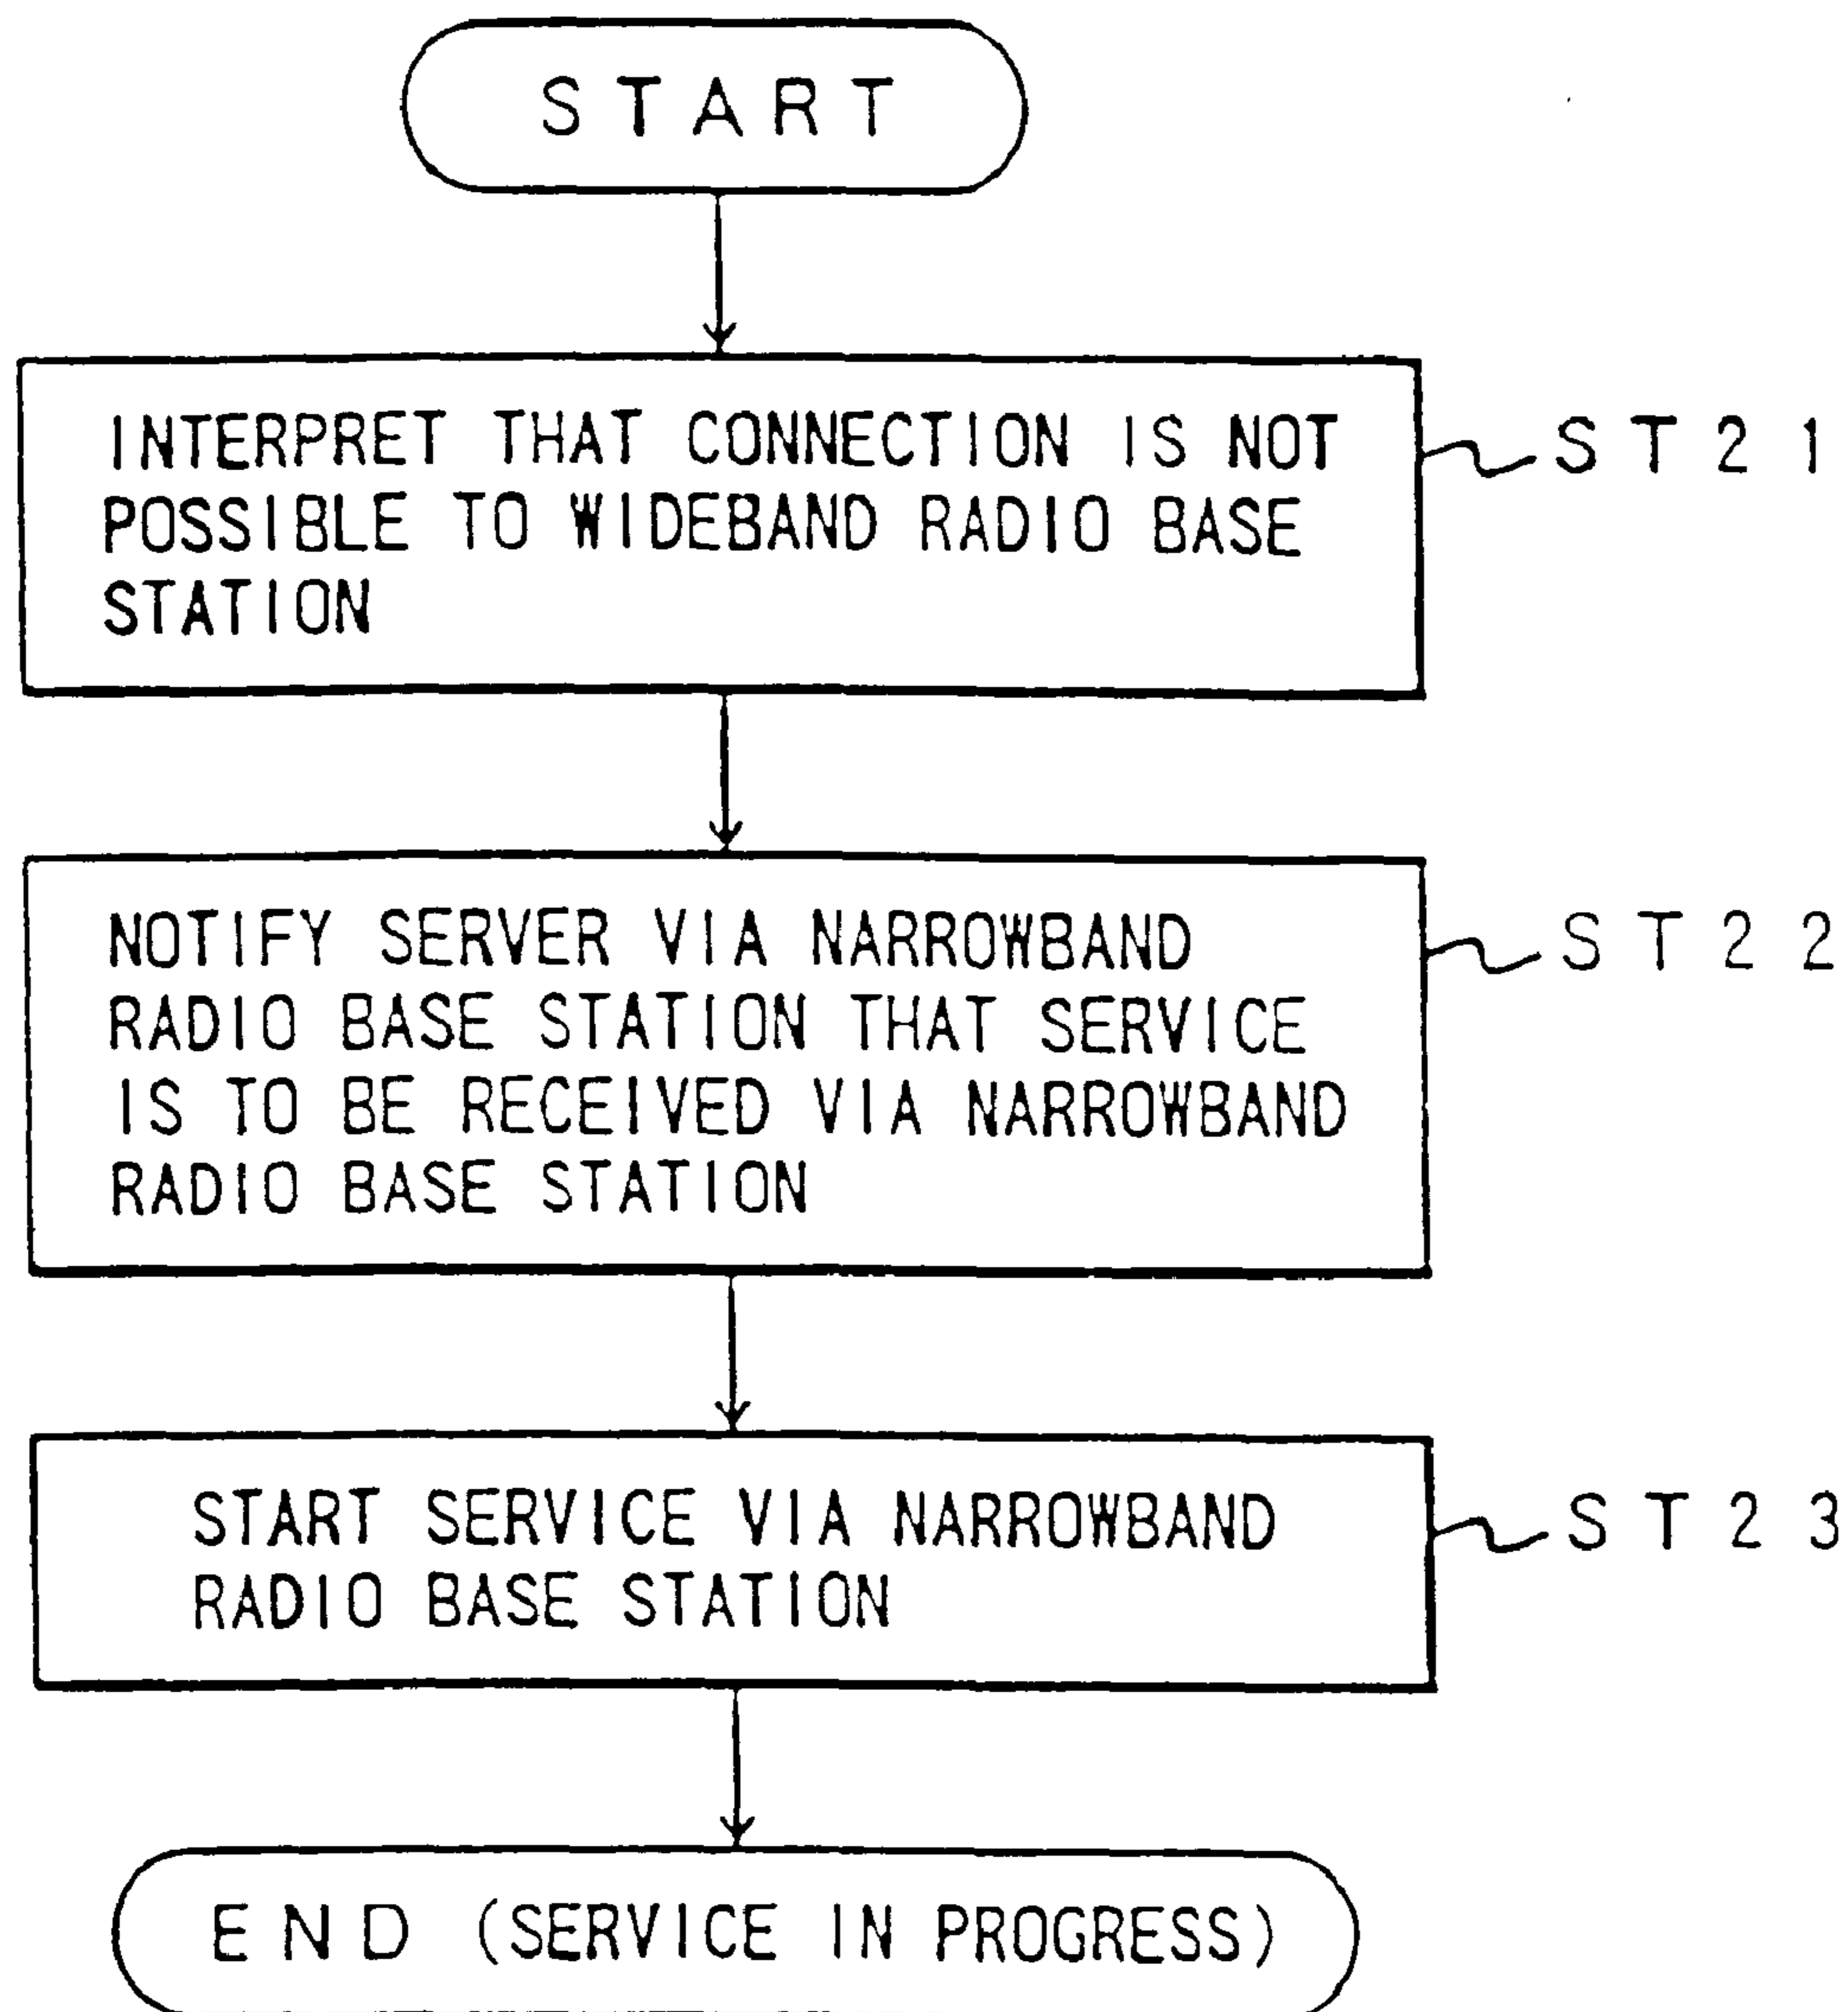 START
INTERPRET THAT CONNECTION IS NOT
POSSIBLE TO WIDEBAND RADIO BASE
STATION
ST21
NOTIFY SERVER VIA NARROWBAND
RADIO BASE STATION THAT SERVICE
IS TO BE RECEIVED VIA NARROWBAND
RADIO BASE STATION
ST22
START SERVICE VIA NARROWBAND
RADIO BASE STATION
ST23
END (SERVICE IN PROGRESS)